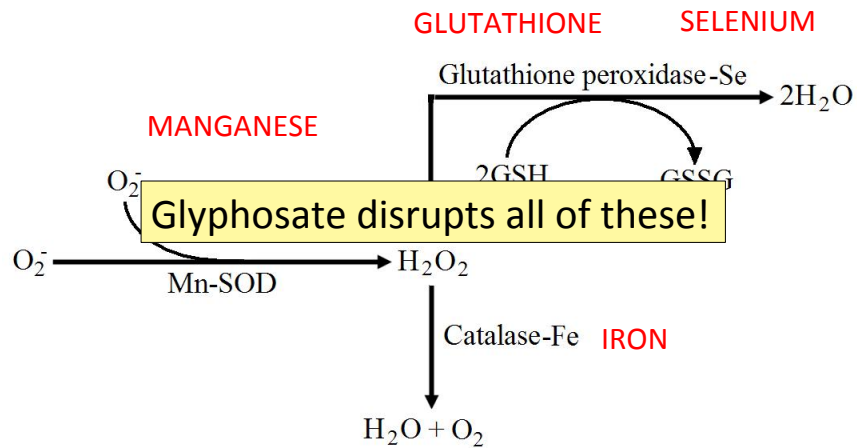 GLUTATHIONE SELENIUM
Glutathione peroxidase-Se
2H₂O
MANGANESE
2GSH GSSG
O₂⁻
Glyphosate disrupts all of these!
O₂⁻ H₂O₂
Mn-SOD
Catalase-Fe IRON
H₂O + O₂